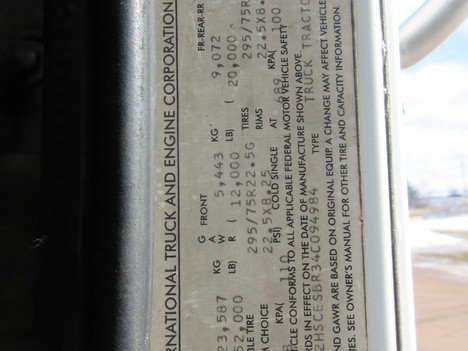 RNATIONAL TRUCK AND ENGINE CORPORATION
G FRONT FR-REAR-RR
23,587 KG A 5,443 KG 9,072
52,000 LB) W R ( 12,000 LB) ( 20,000
BLE TIRE 295/75R22.5G TIRES 295/75R
M CHOICE 22.5X8.25 RIMS 22.5X8.
KPA( 110 PSI) COLD SINGLE AT 689 KPA( 100
HICLE CONFORMS TO ALL APPLICABLE FEDERAL MOTOR VEHICLE SAFETY
RDS IN EFFECT ON THE DATE OF MANUFACTURE SHOWN ABOVE.
2HSCESBR34C094984 TYPE TRUCK TRACTO
ND GAWR ARE BASED ON ORIGINAL EQUIP. A CHANGE MAY AFFECT VEHICLE
TIES. SEE OWNER'S MANUAL FOR OTHER TIRE AND CAPACITY INFORMATION.